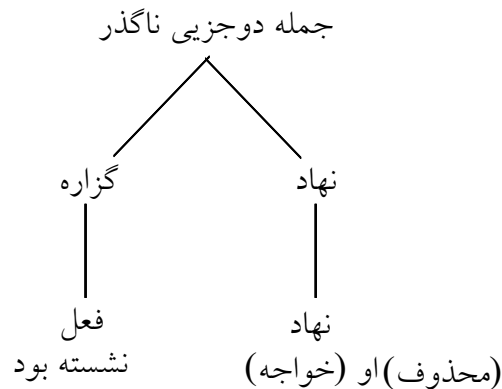 جمله دوجزیی ناگذر
نهاد
گزاره
نهاد
(محذوف) او (خواجه)
فعل
نشسته بود